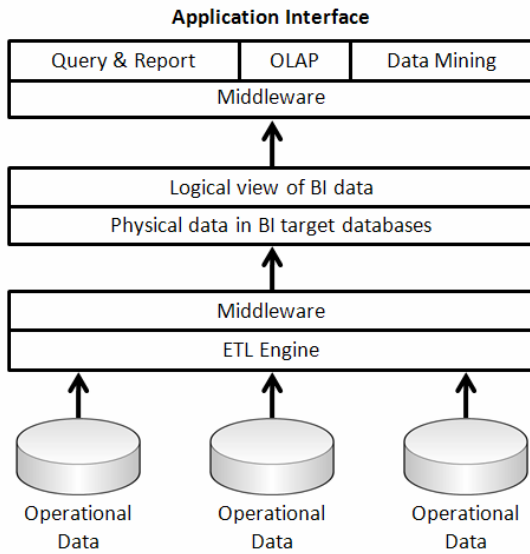 Application Interface
Query & Report
OLAP
Data Mining
Middleware
Logical view of BI data
Physical data in BI target databases
Middleware
ETL Engine
Operational
Data
Operational
Data
Operational
Data